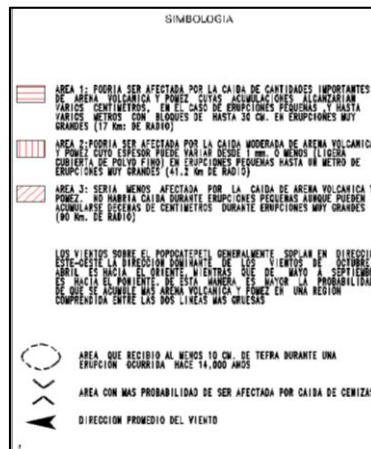 SIMBOLOGIA
AREA 1: PODRIA SER AFECTADA POR LA CAIDA DE CANTIDADES IMPORTANTES
DE ARENA VOLCANICA Y POMEZ CUYAS ACUMULACIONES ALCANZARIAN
VARIOS CENTIMETROS, EN EL CASO DE ERUPCIONES PEQUEÑAS ,Y HASTA
VARIOS METROS CON BLOQUES DE HASTA 30 CM. EN ERUPCIONES MUY
GRANDES (17 Km: DE RADIO)
AREA 2:PODRIA SER AFECTADA POR LA CAIDA MODERADA DE ARENA VOLCANICA
Y POMEZ CUYO ESPESOR PUEDE VARIAR DESDE 1 mm. O MENOS (LIGERA
CUBIERTA DE POLVO FINO) EN ERUPCIONES PEQUEÑAS HASTA UN METRO DE
ERUPCIONES MUY GRANDES (41.2 Km DE RADIO)
AREA 3: SERIA MENOS AFECTADA POR LA CAIDA DE ARENA VOLCANICA Y
POMEZ. NO HABRIA CAIDA DURANTE ERUPCIONES PEQUEÑAS AUNQUE PUEDEN
ACUMULARSE DECENAS DE CENTIMETROS DURANTE ERUPCIONES MUY GRANDES
(90 Km. DE RADIO)
LOS VIENTOS SOBRE EL POPOCATEPETL GENERALMENTE SOPLAN EN DIRECCION
ESTE-OESTE LA DIRECCION DOMINANTE DE LOS VIENTOS DE OCTUBRE A
ABRIL ES HACIA EL ORIENTE, MIENTRAS QUE DE MAYO A SEPTIEMBRE
ES HACIA EL PONIENTE. DE ESTA MANERA ES MAYOR LA PROBABILIDAD
DE QUE SE ACUMULE MAS ARENA VOLCANICA Y POMEZ EN UNA REGION
COMPRENDIDA ENTRE LAS DOS LINEAS MAS GRUESAS
AREA QUE RECIBIO AL MENOS 10 CM. DE TEFRA DURANTE UNA
ERUPCION OCURRIDA HACE 14,000 AÑOS
AREA CON MAS PROBABILIDAD DE SER AFECTADA POR CAIDA DE CENIZAS
DIRECCION PROMEDIO DEL VIENTO